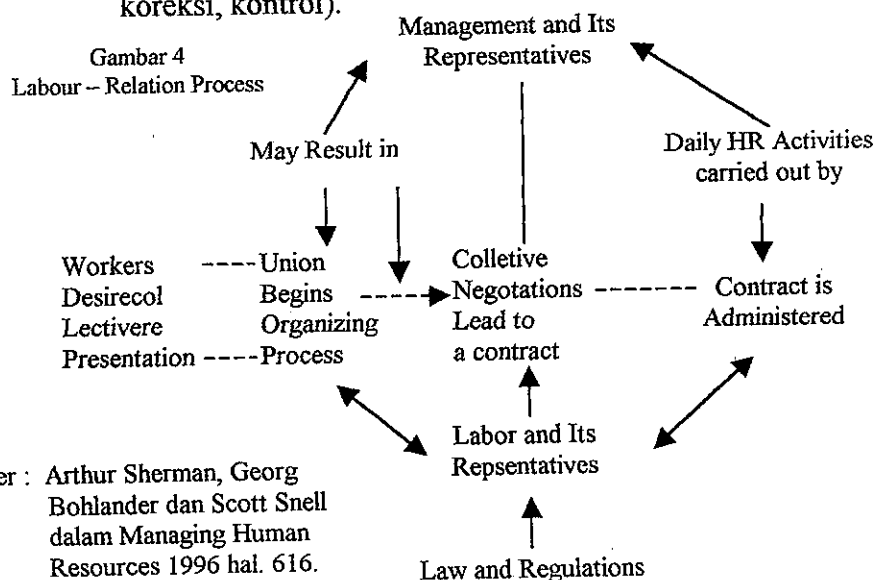 koreksi, kontrol).
Gambar 4
Labour – Relation Process
Management and Its
Representatives
May Result in
Daily HR Activities
carried out by
Workers
Desirecol
Lectivere
Presentation
Union
Begins
Organizing
Process
Colletive
Negotations
Lead to
a contract
Contract is
Administered
Labor and Its
Repsentatives
er : Arthur Sherman, Georg
Bohlander dan Scott Snell
dalam Managing Human
Resources 1996 hal. 616.
Law and Regulations